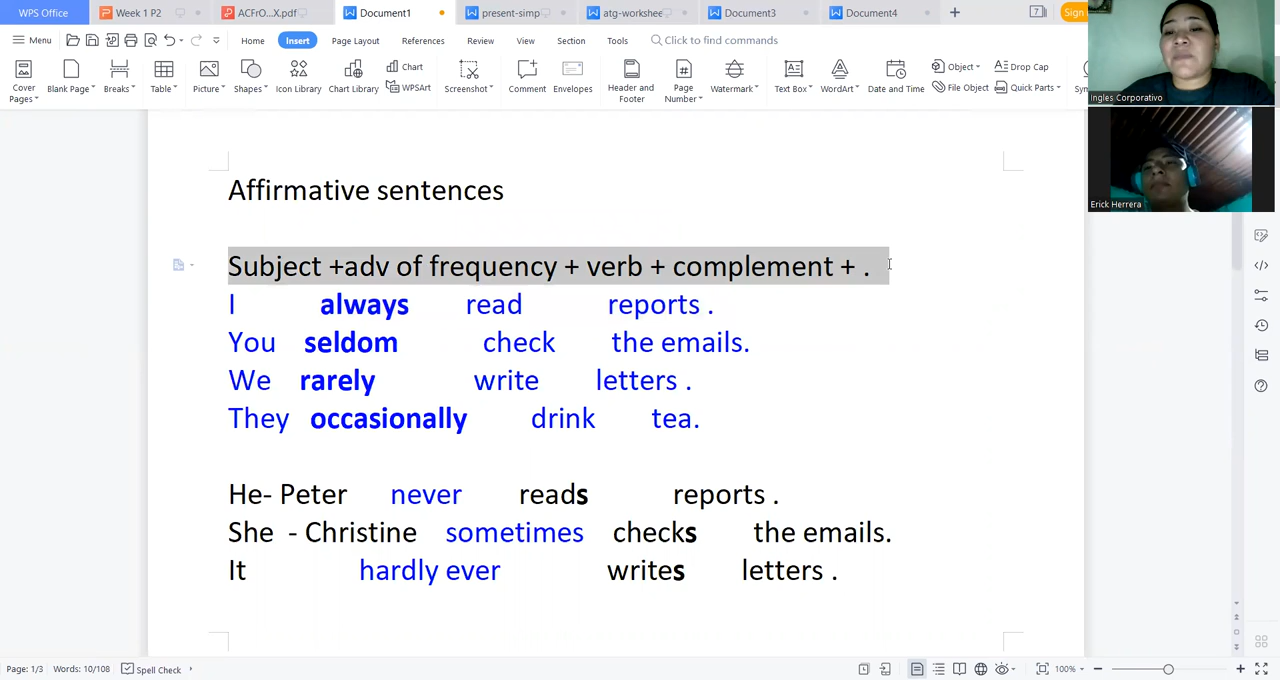 WPS Office
Week 1 P2
ACFrO...X.pdf
Document1
present-simp
atg-workshee
Document3
Document4
7
Sign
Menu
Home
Insert
Page Layout
References
Review
View
Section
Tools
Click to find commands
Cover Pages
Blank Page
Breaks
Table
Picture
Shapes
Icon Library
Chart Library
Chart
WPSArt
Screenshot
Comment
Envelopes
Header and Footer
Page Number
Watermark
Text Box
WordArt
Date and Time
Object
File Object
Drop Cap
Quick Parts
Ingles Corporativo
Erick Herrera
Affirmative sentences
Subject +adv of frequency + verb + complement + .
I always read reports .
You seldom check the emails.
We rarely write letters .
They occasionally drink tea.
He- Peter never reads reports .
She - Christine sometimes checks the emails.
It hardly ever writes letters .
Page: 1/3 Words: 10/108 Spell Check
100%